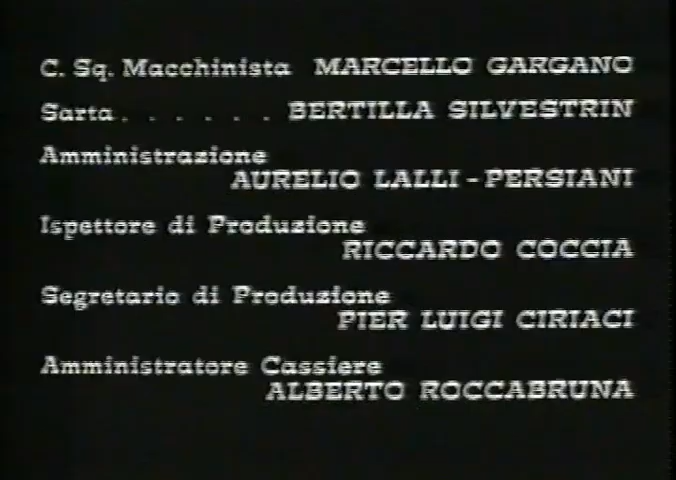 C. Sq. Macchinista MARCELLO GARGANO
Sarta . . . . . . BERTILLA SILVESTRIN
Amministrazione
AURELIO LALLI - PERSIANI
Ispettore di Produzione
RICCARDO COCCIA
Segretario di Produzione
PIER LUIGI CIRIACI
Amministratore Cassiere
ALBERTO ROCCABRUNA